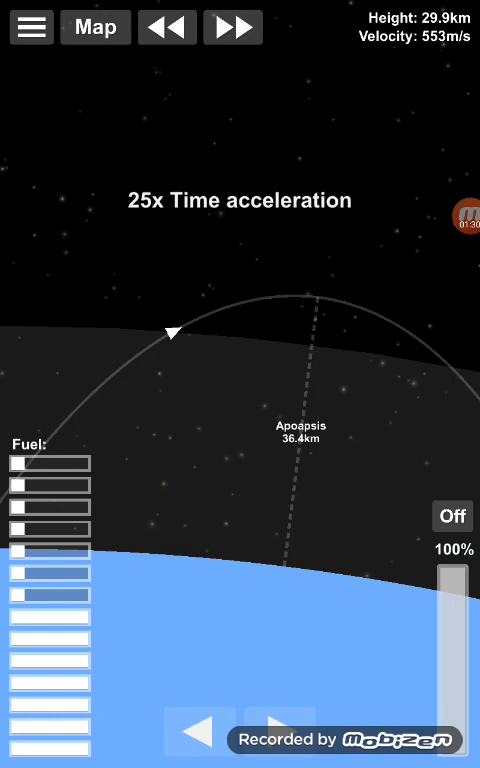 Map
Height: 29.9km
Velocity: 553m/s
25x Time acceleration
01:30
Apoapsis
36.4km
Fuel:
Off
100%
Recorded by mobizen